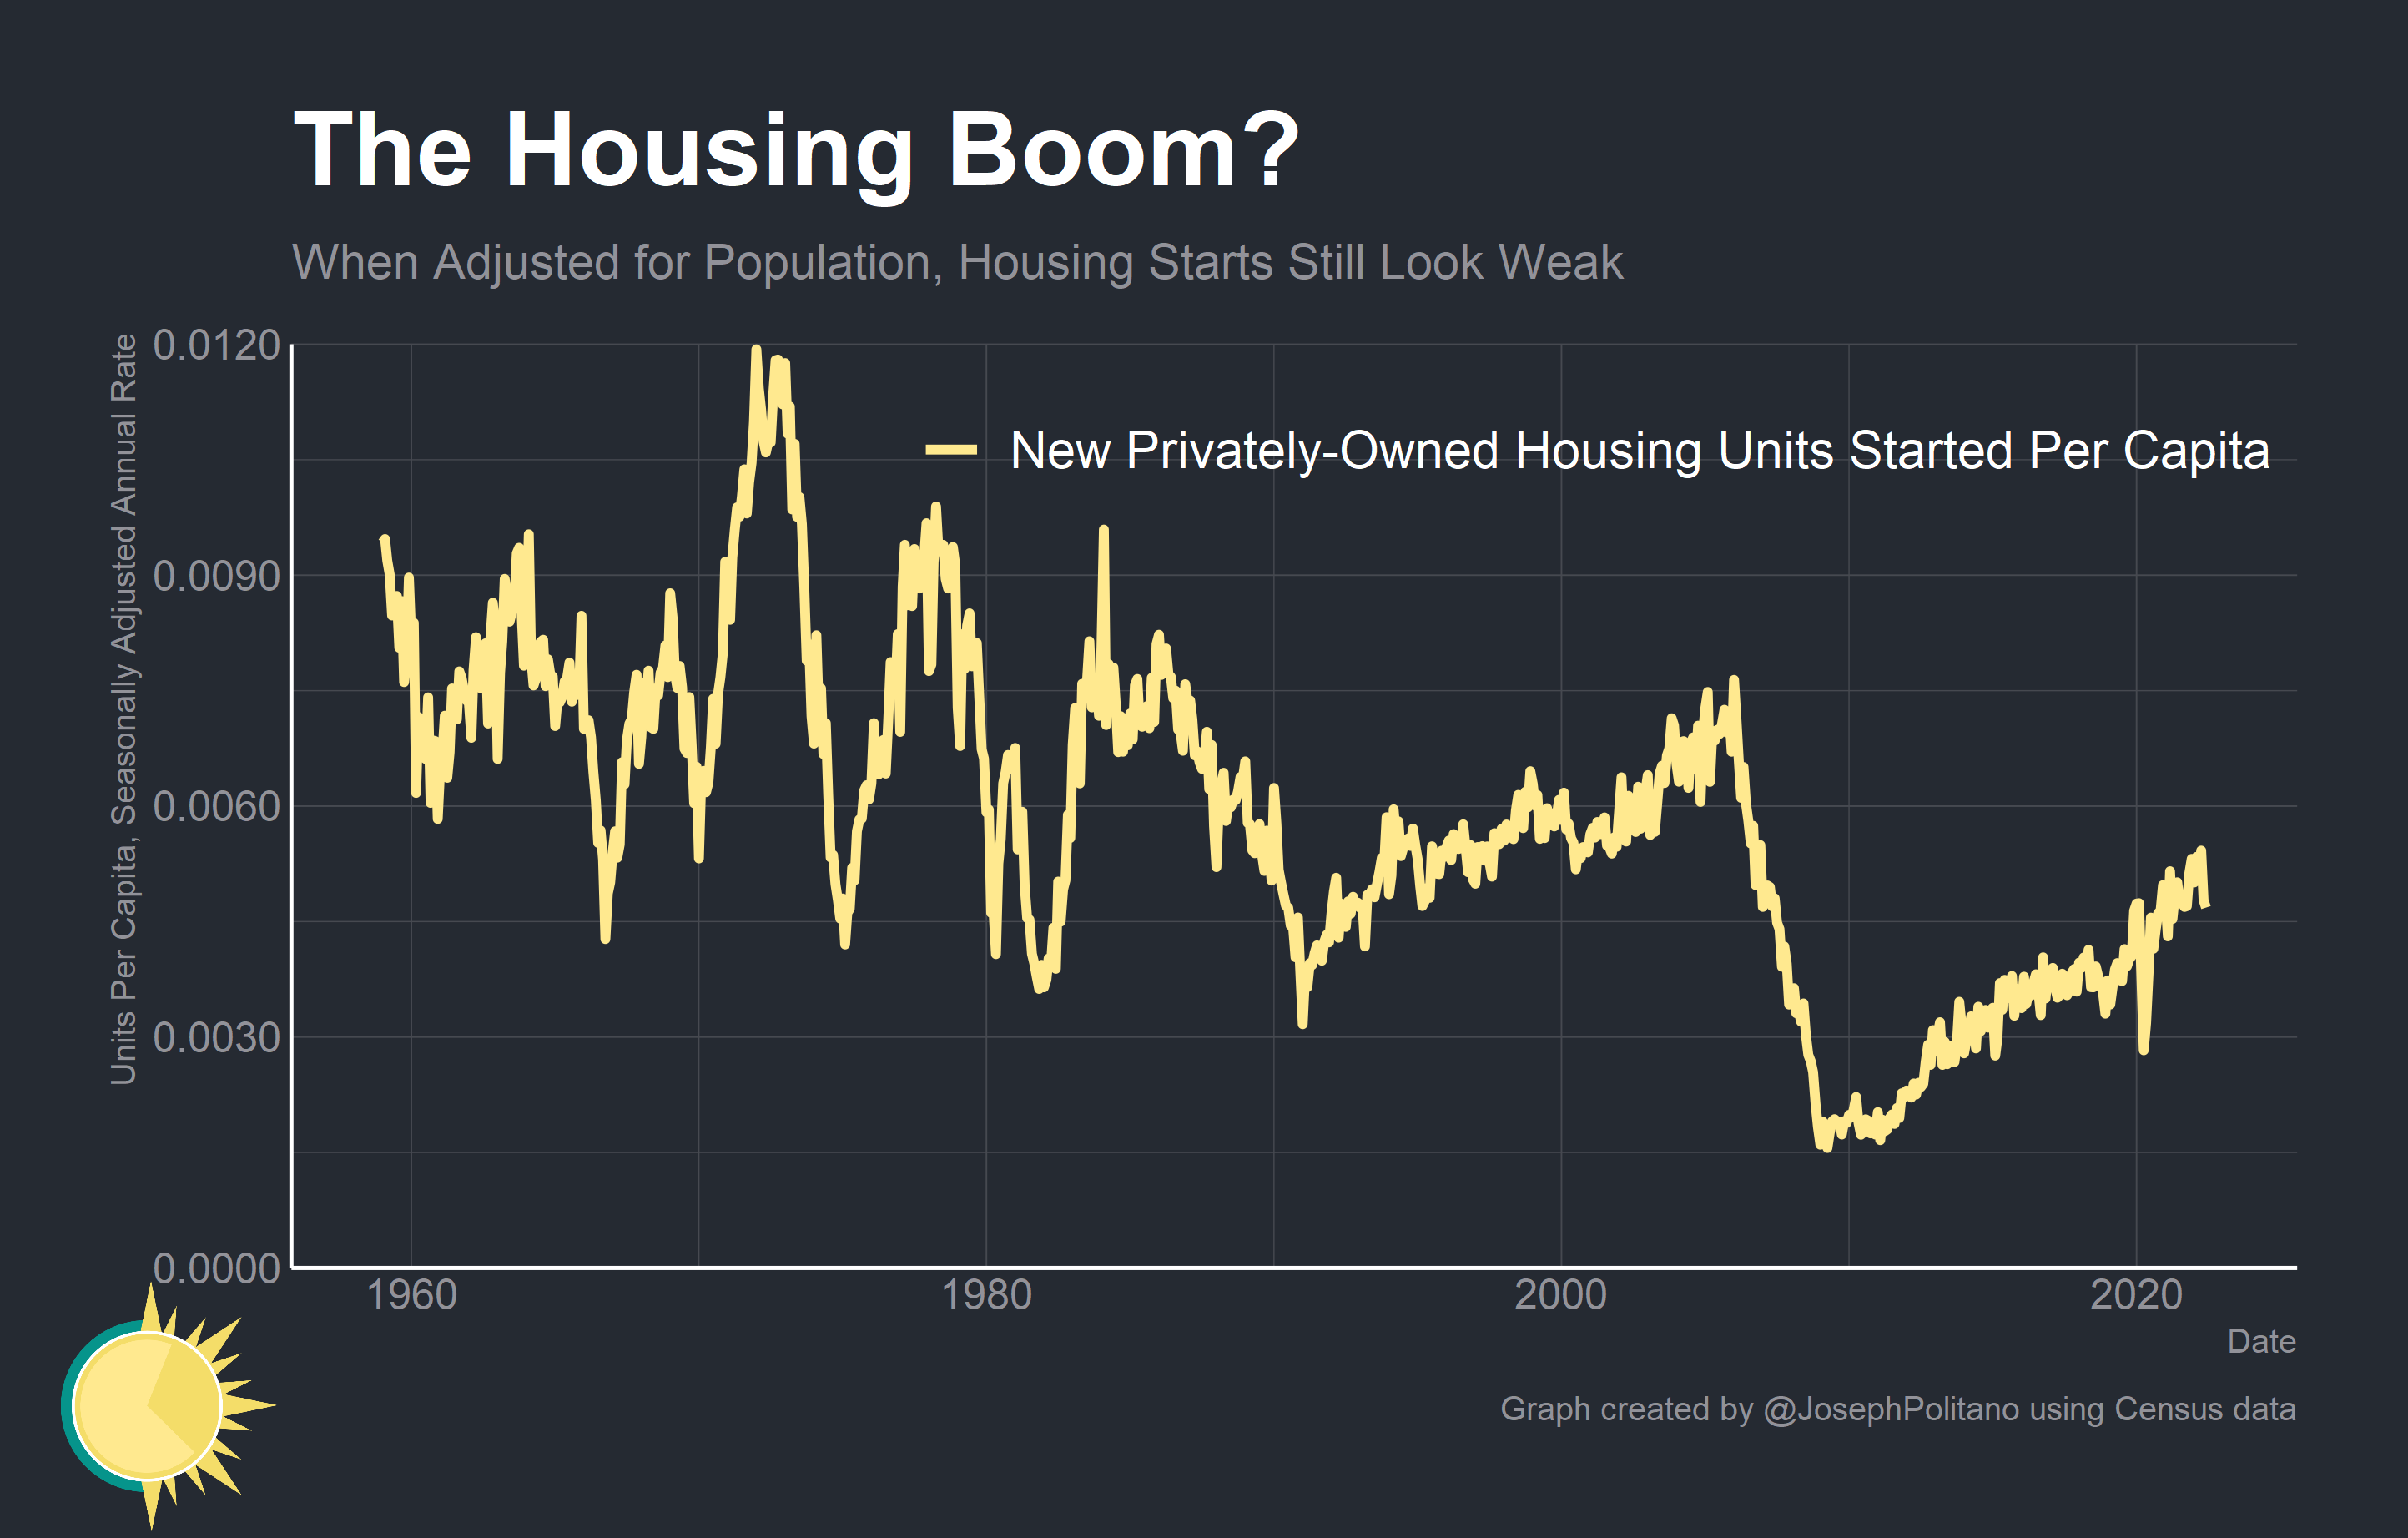 The Housing Boom?
When Adjusted for Population, Housing Starts Still Look Weak
Units Per Capita, Seasonally Adjusted Annual Rate
0.0120
0.0090
0.0060
0.0030
0.0000
New Privately-Owned Housing Units Started Per Capita
1960
1980
2000
2020
Date
Graph created by @JosephPolitano using Census data